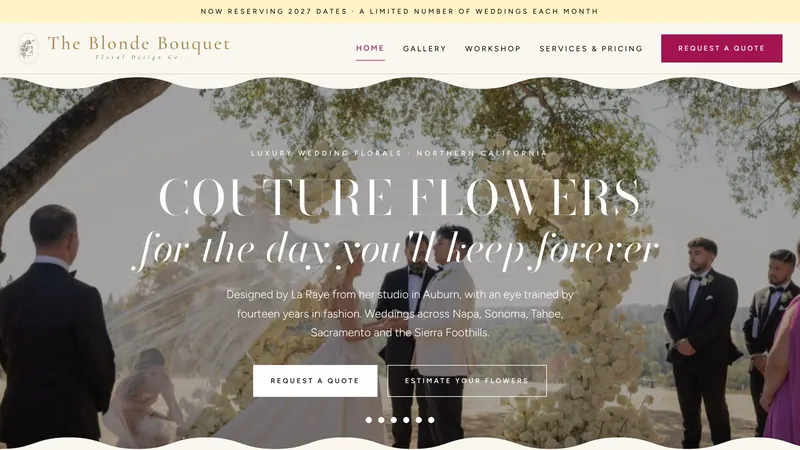 NOW RESERVING 2027 DATES · A LIMITED NUMBER OF WEDDINGS EACH MONTH
The Blonde Bouquet
Floral Design Co.
HOME
GALLERY
WORKSHOP
SERVICES & PRICING
REQUEST A QUOTE
LUXURY WEDDING FLORALS · NORTHERN CALIFORNIA
COUTURE FLOWERS
for the day you'll keep forever
Designed by La Raye from her studio in Auburn, with an eye trained by
fourteen years in fashion. Weddings across Napa, Sonoma, Tahoe,
Sacramento and the Sierra Foothills.
REQUEST A QUOTE
ESTIMATE YOUR FLOWERS